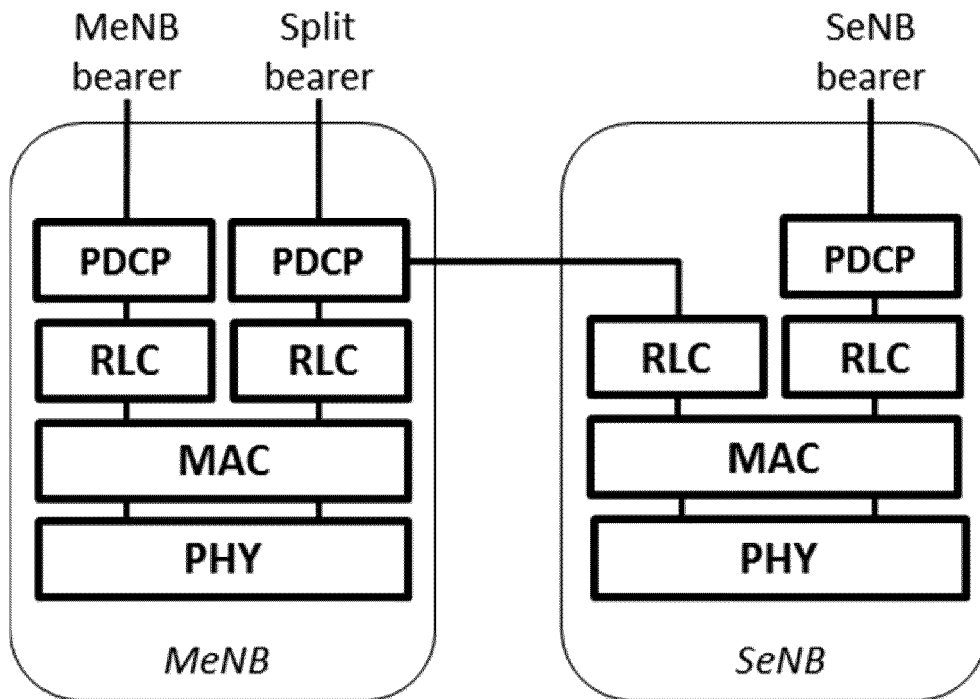 MeNB bearer
Split bearer
SeNB bearer
PDCP
PDCP
PDCP
RLC
RLC
RLC
RLC
MAC
MAC
PHY
PHY
MeNB
SeNB